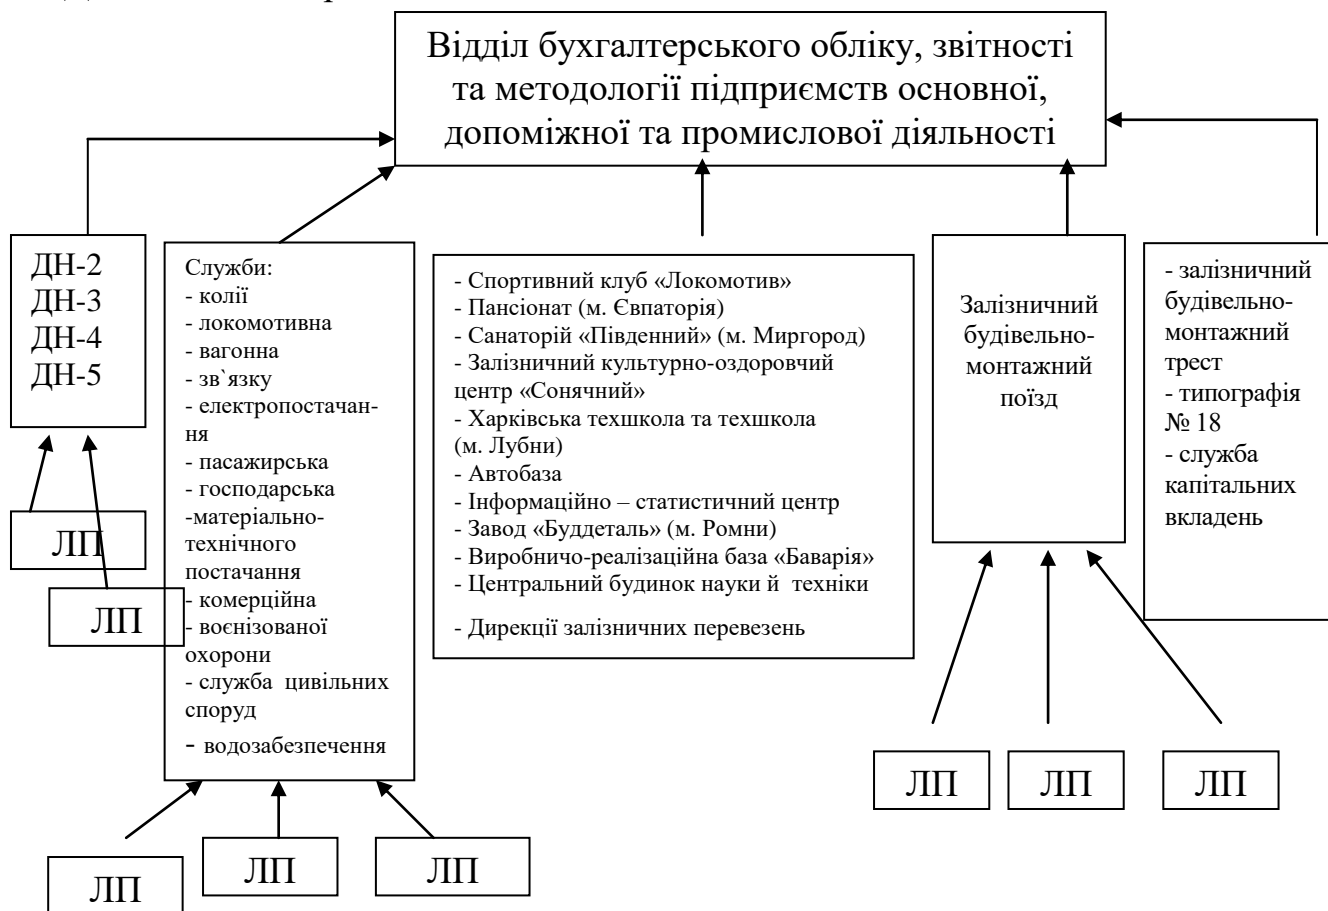 Відділ бухгалтерського обліку, звітності
та методології підприємств основної,
допоміжної та промислової діяльності
ДН-2
ДН-3
ДН-4
ДН-5
Служби:
- колії
- локомотивна
- вагонна
- зв`язку
- електропостачан-
ня
- пасажирська
- господарська
-матеріально-
технічного
постачання
- комерційна
- воєнізованої
охорони
- служба цивільних
споруд
- водозабезпечення
- Спортивний клуб «Локомотив»
- Пансіонат (м. Євпаторія)
- Санаторій «Південний» (м. Миргород)
- Залізничний культурно-оздоровчий
центр «Сонячний»
- Харківська техшкола та техшкола
(м. Лубни)
- Автобаза
- Інформаційно – статистичний центр
- Завод «Буддеталь» (м. Ромни)
- Виробничо-реалізаційна база «Баварія»
- Центральний будинок науки й техніки
- Дирекції залізничних перевезень
Залізничний
будівельно-
монтажний
поїзд
- залізничний
будівельно-
монтажний
трест
- типографія
№ 18
- служба
капітальних
вкладень
ЛП
ЛП
ЛП
ЛП
ЛП
ЛП
ЛП
ЛП